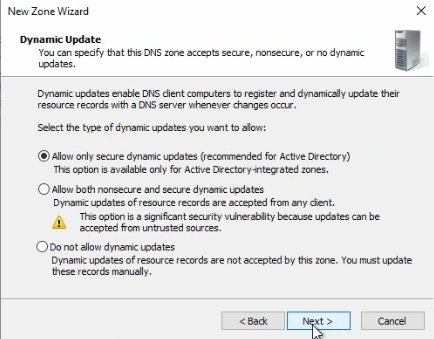 New Zone Wizard
Dynamic Update
You can specify that this DNS zone accepts secure, nonsecure, or no dynamic
updates.
Dynamic updates enable DNS client computers to register and dynamically update their
resource records with a DNS server whenever changes occur.
Select the type of dynamic updates you want to allow:
Allow only secure dynamic updates (recommended for Active Directory)
This option is available only for Active Directory-integrated zones.
Allow both nonsecure and secure dynamic updates
Dynamic updates of resource records are accepted from any client.
This option is a significant security vulnerability because updates can be
accepted from untrusted sources.
Do not allow dynamic updates
Dynamic updates of resource records are not accepted by this zone. You must update
these records manually.
< Back
Next >
Cancel